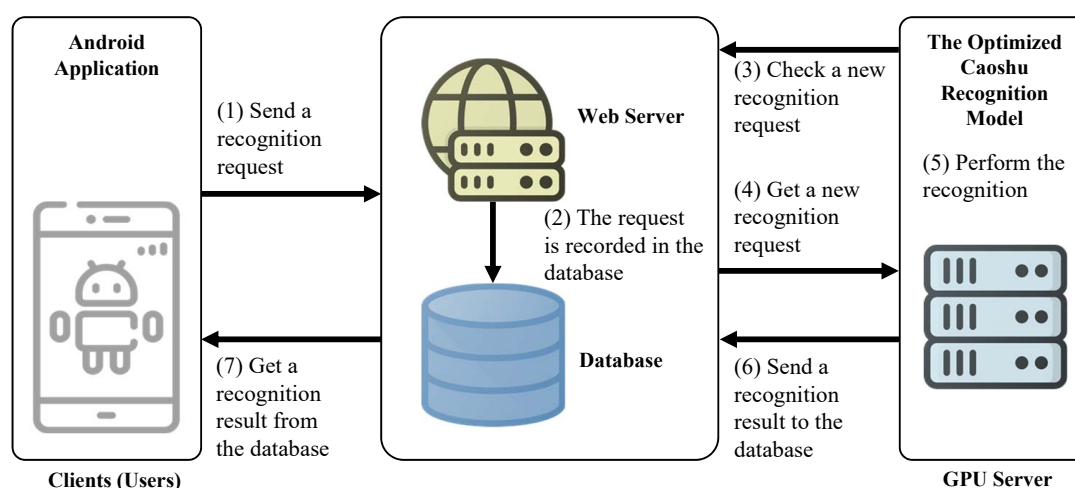 Android
Application
(1) Send a
recognition
request
Web Server
(2) The request
is recorded in the
database
Database
(3) Check a new
recognition
request
(4) Get a new
recognition
request
The Optimized
Caoshu
Recognition
Model
(5) Perform the
recognition
(6) Send a
recognition
result to the
database
(7) Get a
recognition
result from
the database
Clients (Users)
GPU Server